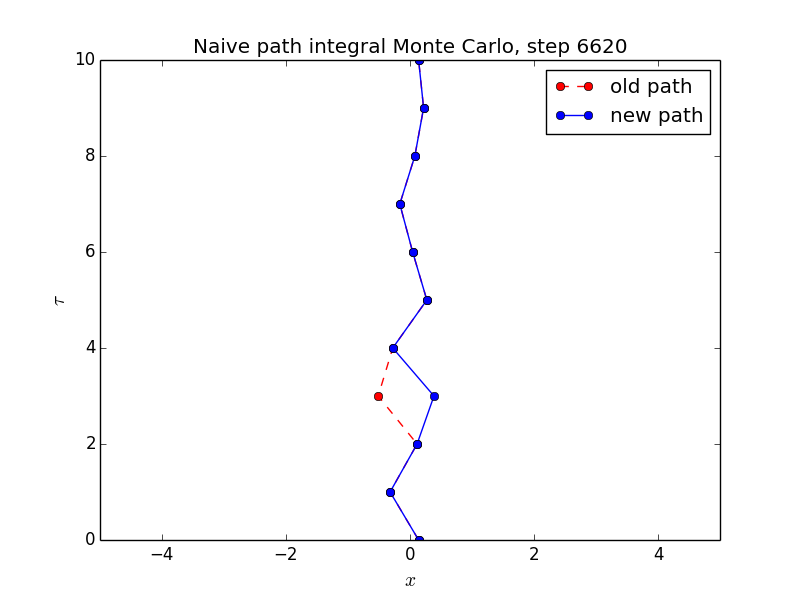 Naive path integral Monte Carlo, step 6620
old path
new path
10
8
6
4
2
0
τ
−4 −2 0 2 4
x